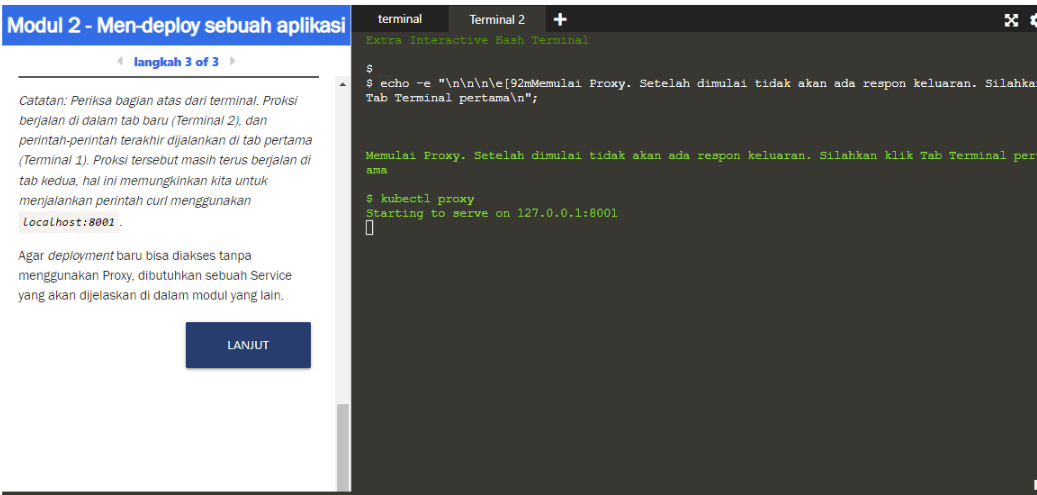 Modul 2 - Men-deploy sebuah aplikasi
langkah 3 of 3
Catatan: Periksa bagian atas dari terminal. Proksi
berjalan di dalam tab baru (Terminal 2), dan
perintah-perintah terakhir dijalankan di tab pertama
(Terminal 1). Proksi tersebut masih terus berjalan di
tab kedua, hal ini memungkinkan kita untuk
menjalankan perintah curl menggunakan
localhost:8001 .
Agar deployment baru bisa diakses tanpa
menggunakan Proxy, dibutuhkan sebuah Service
yang akan dijelaskan di dalam modul yang lain.
LANJUT
terminal Terminal 2 +
Extra Interactive Bash Terminal
$
$ echo -e "\n\n\n\e[92mMemulai Proxy. Setelah dimulai tidak akan ada respon keluaran. Silahka
Tab Terminal pertama\n";
Memulai Proxy. Setelah dimulai tidak akan ada respon keluaran. Silahkan klik Tab Terminal per
ama
$ kubectl proxy
Starting to serve on 127.0.0.1:8001